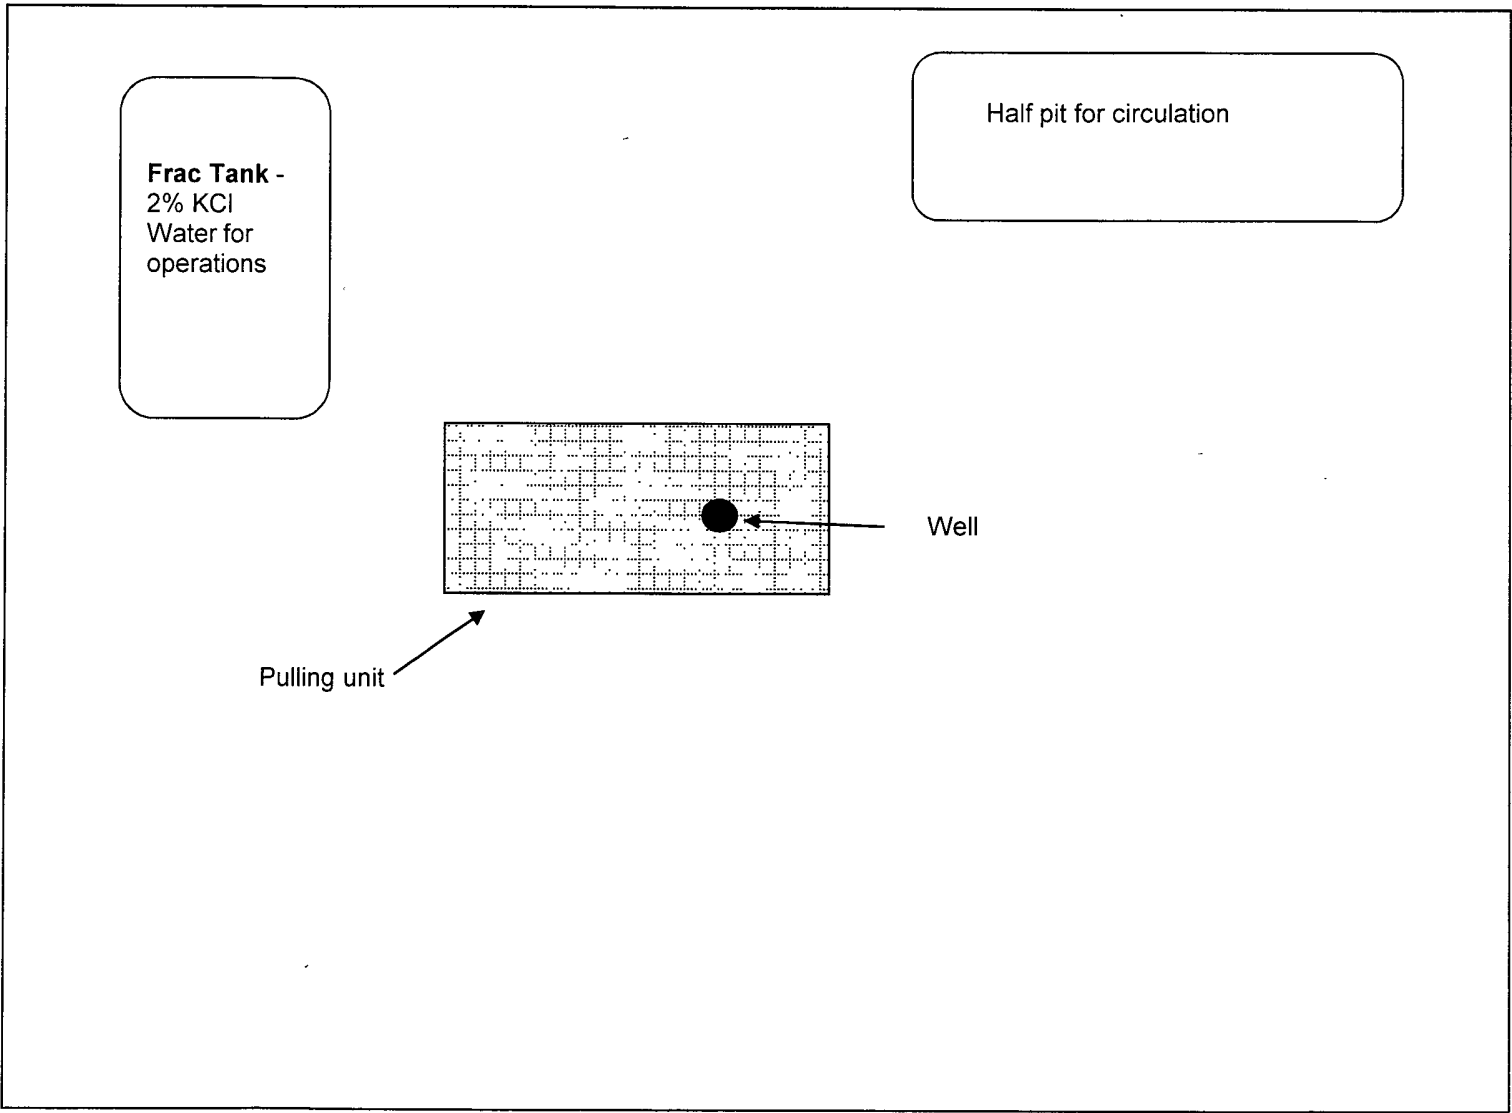 Half pit for circulation
Frac Tank -
2% KCl
Water for
operations
Well
Pulling unit